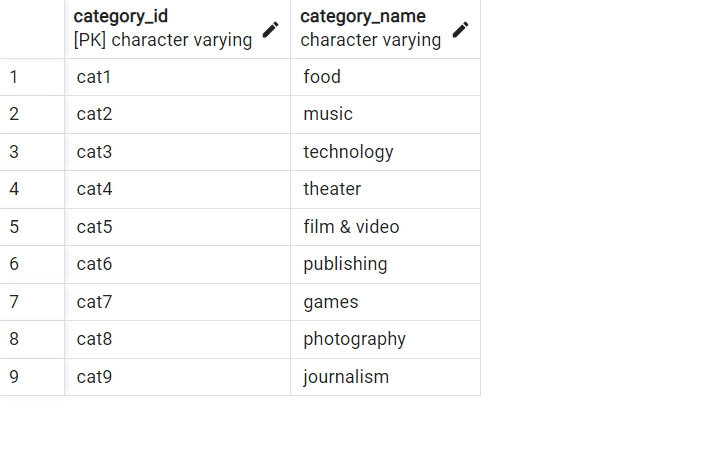 category_id category_name
[PK] character varying character varying
1 cat1 food
2 cat2 music
3 cat3 technology
4 cat4 theater
5 cat5 film & video
6 cat6 publishing
7 cat7 games
8 cat8 photography
9 cat9 journalism